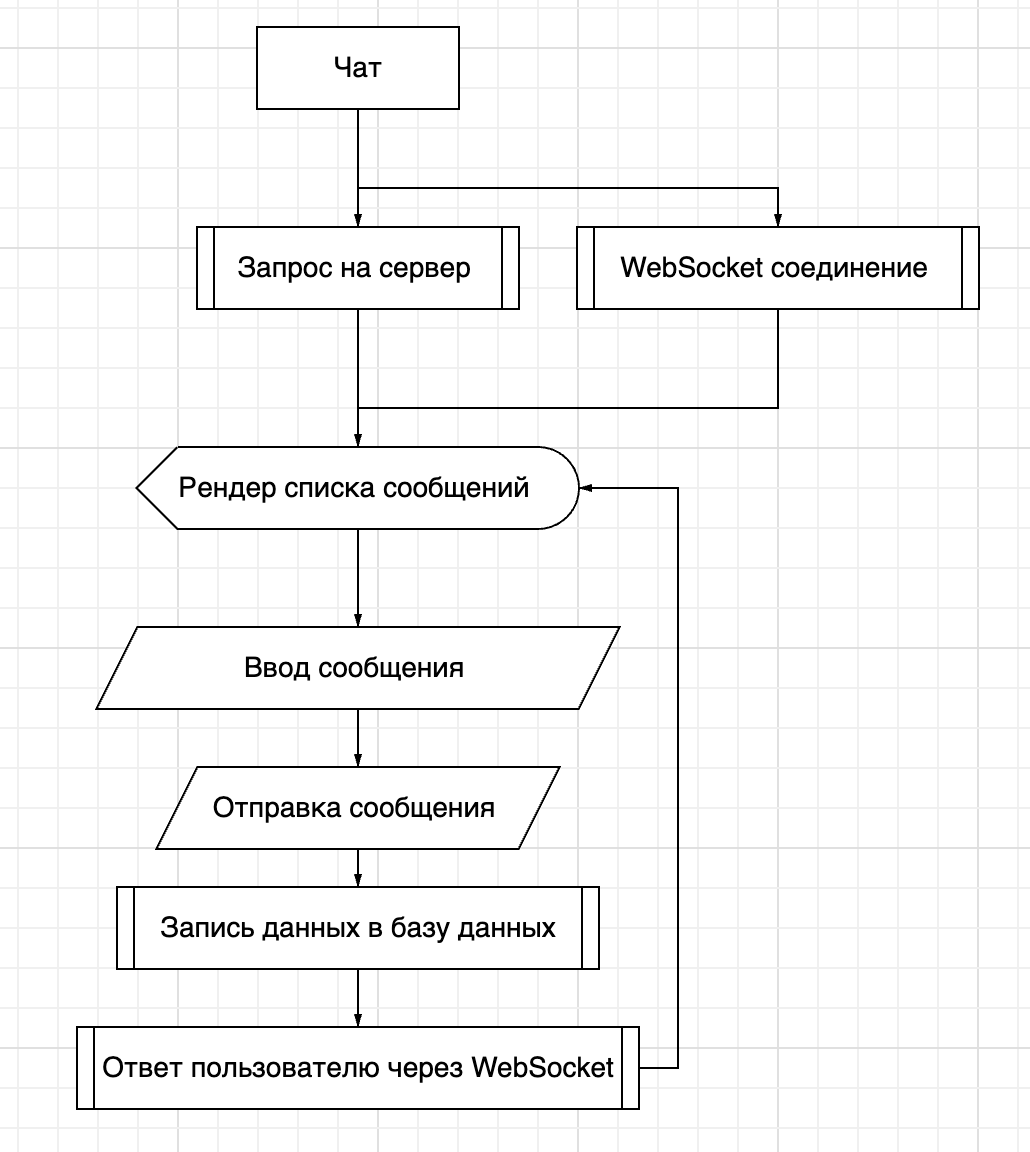 Чат
Запрос на сервер
WebSocket соединение
Рендер списка сообщений
Ввод сообщения
Отправка сообщения
Запись данных в базу данных
Ответ пользователю через WebSocket